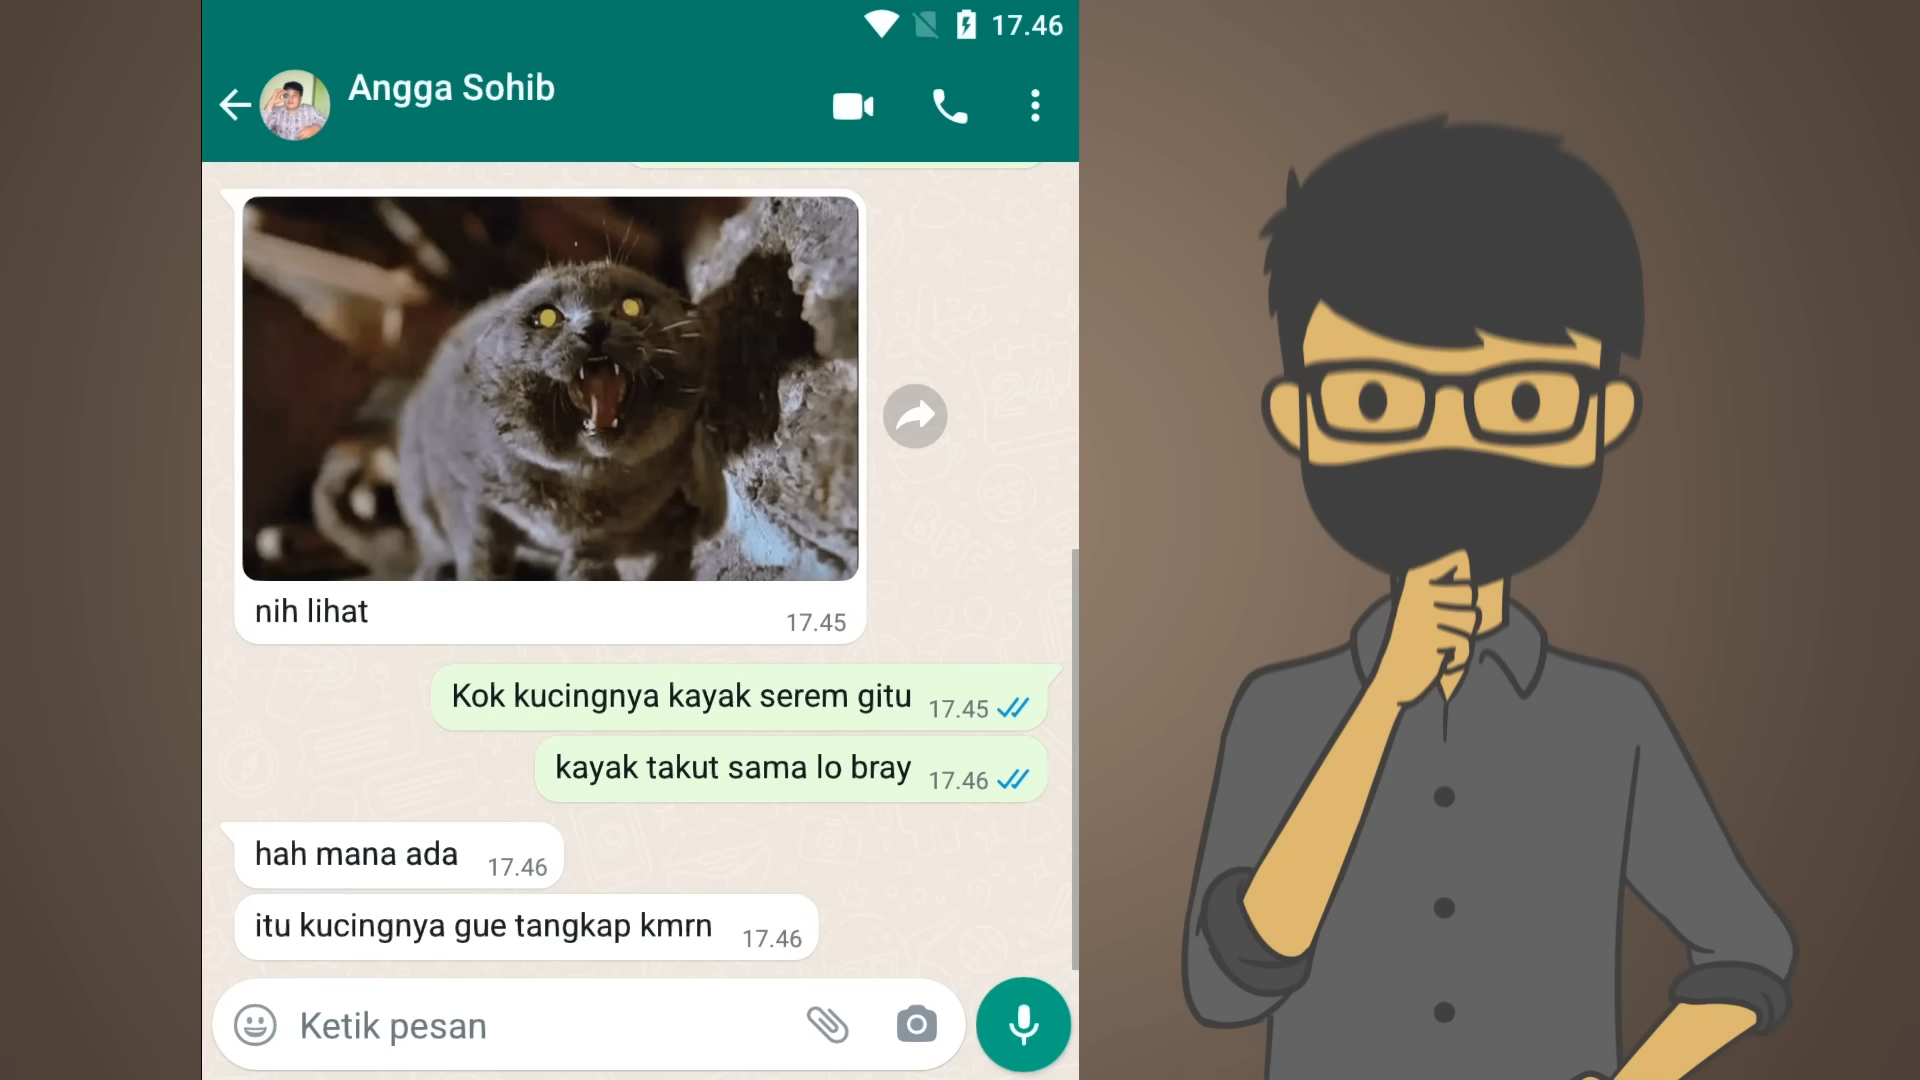 17.46
Angga Sohib
nih lihat
17.45
Kok kucingnya kayak serem gitu 17.45
kayak takut sama lo bray 17.46
hah mana ada 17.46
itu kucingnya gue tangkap kmrn 17.46
Ketik pesan